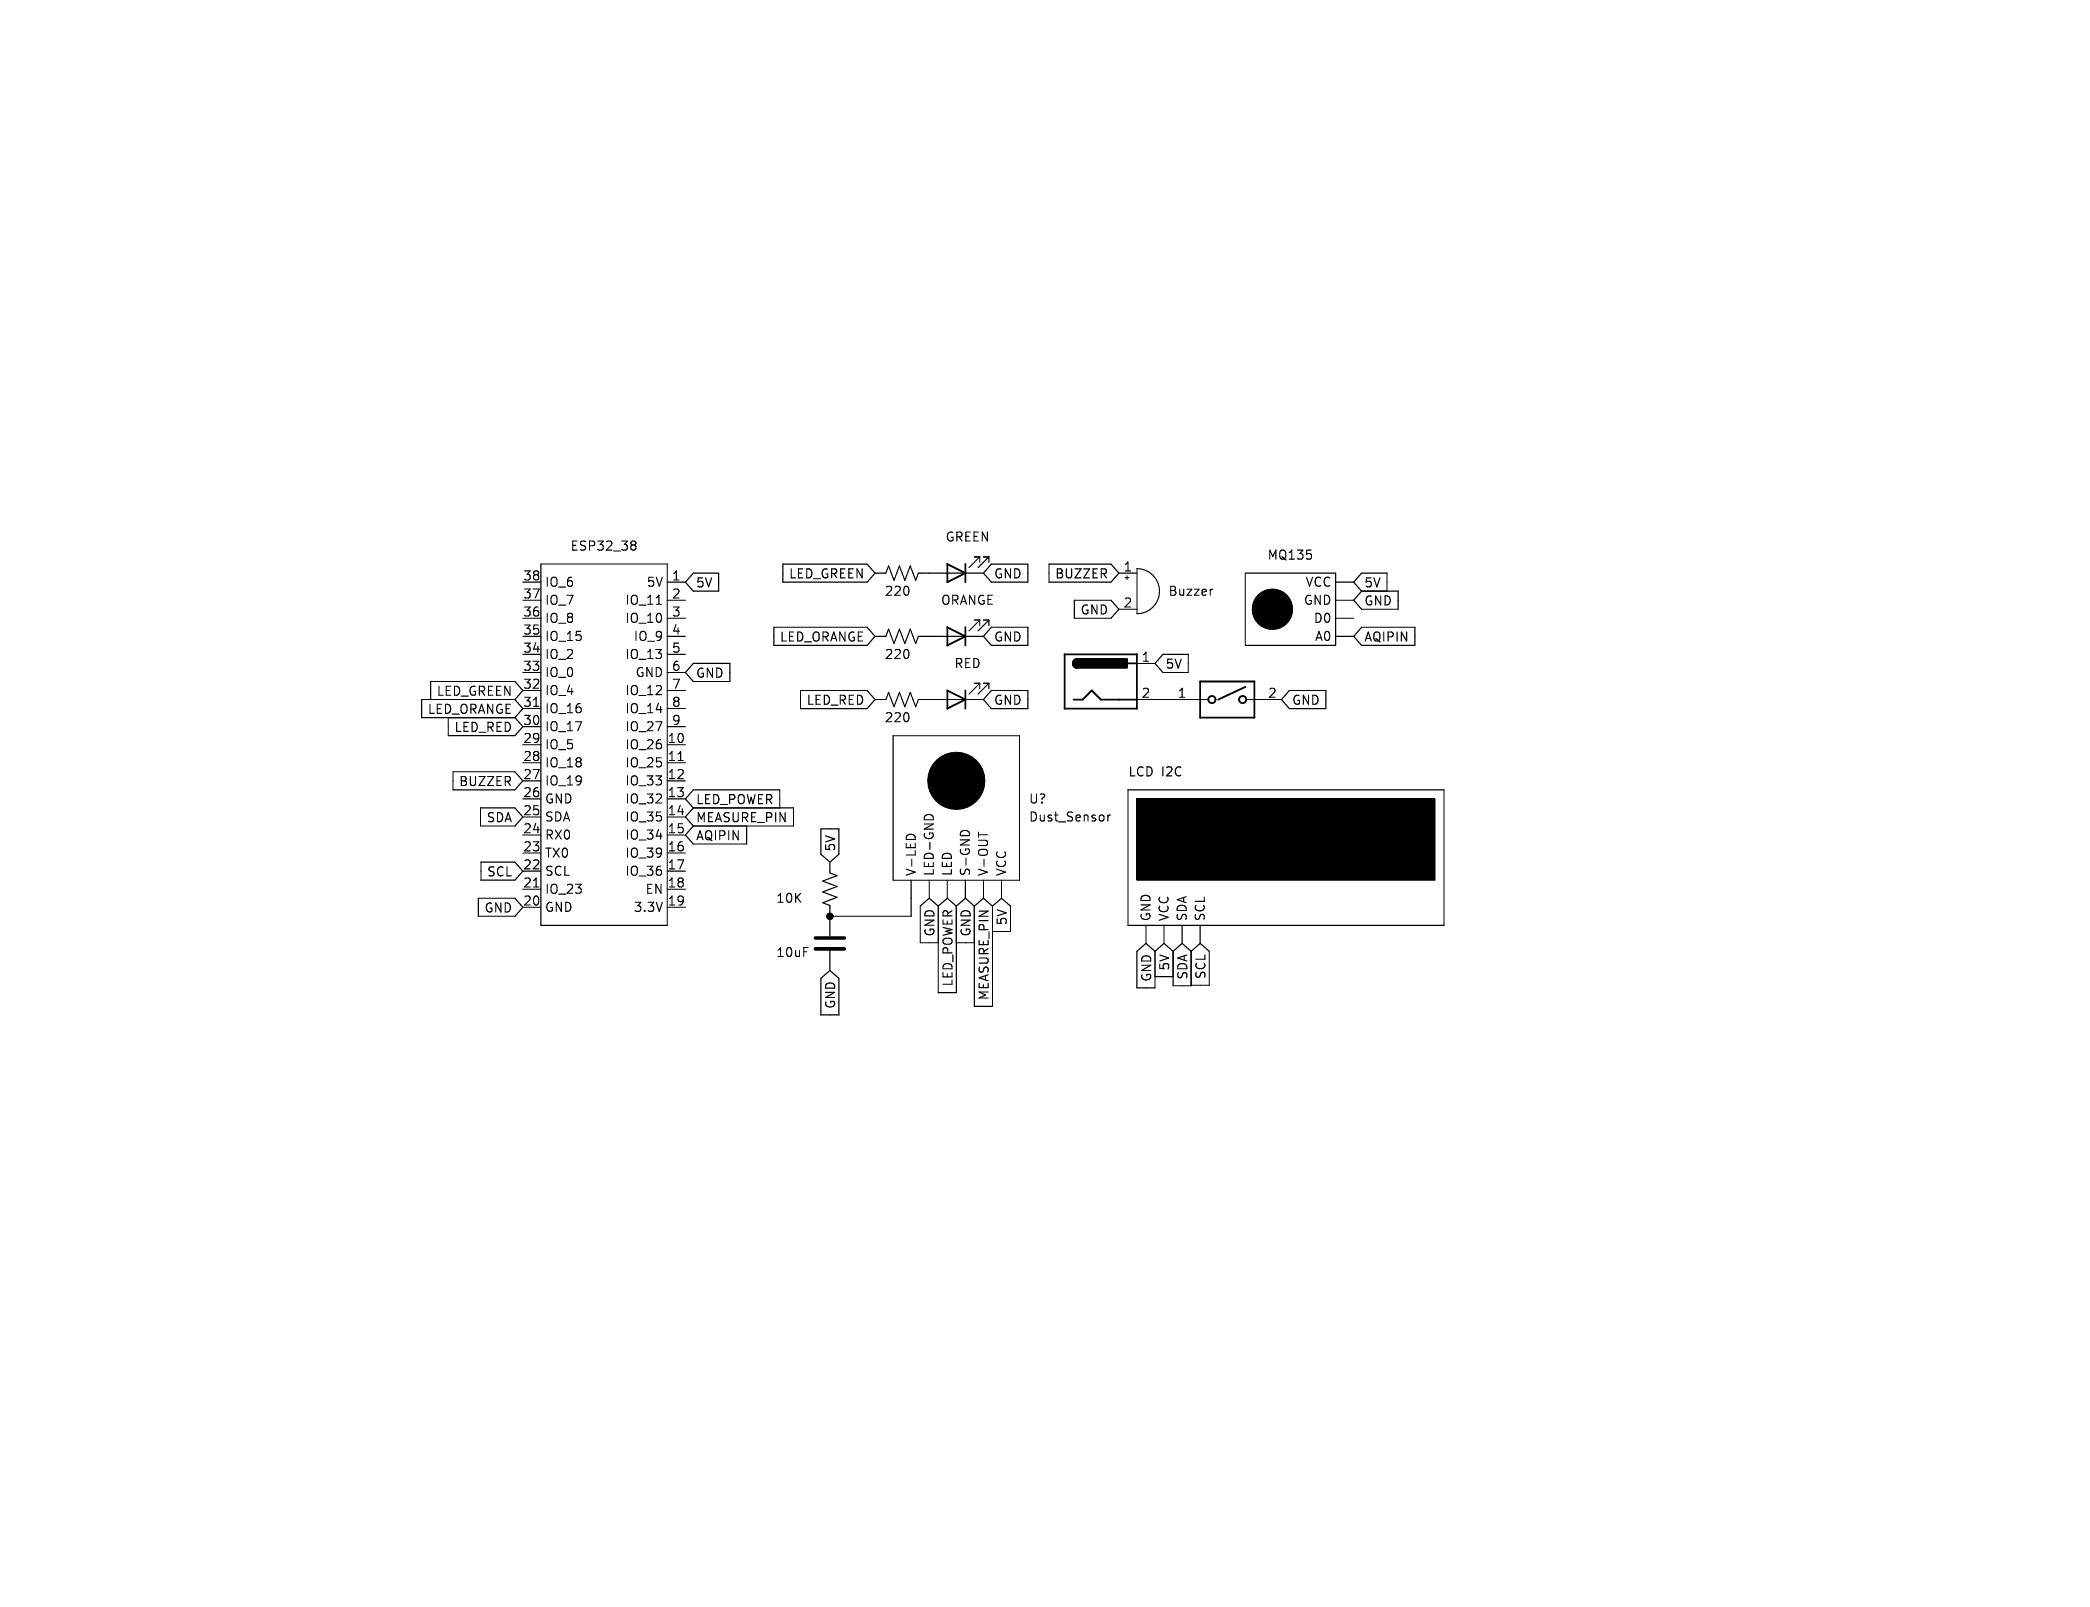 ESP32_38
38 IO_6 5V 1 5V
37 IO_7 IO_11 2
36 IO_8 IO_10 3
35 IO_15 IO_9 4
34 IO_2 IO_13 5
33 IO_0 GND 6 GND
LED_GREEN 32 IO_4 IO_12 7
LED_ORANGE 31 IO_16 IO_14 8
LED_RED 30 IO_17 IO_27 9
29 IO_5 IO_26 10
28 IO_18 IO_25 11
BUZZER 27 IO_19 IO_33 12
26 GND IO_32 13 LED_POWER
SDA 25 SDA IO_35 14 MEASURE_PIN
24 RX0 IO_34 15 AQIPIN
23 TX0 IO_39 16
SCL 22 SCL IO_36 17
21 IO_23 EN 18
GND 20 GND 3.3V 19
GREEN
LED_GREEN GND
220
ORANGE
LED_ORANGE GND
220
RED
LED_RED GND
220
BUZZER 1
+
Buzzer
GND 2
MQ135
VCC 5V
GND GND
D0
A0 AQIPIN
1 5V
2 1 2 GND
U?
Dust_Sensor
V-LED
LED-GND
LED
S-GND
V-OUT
VCC
GND
LED_POWER
GND
MEASURE_PIN
5V
5V
10K
10uF
GND
LCD I2C
GND
VCC
SDA
SCL
GND
5V
SDA
SCL